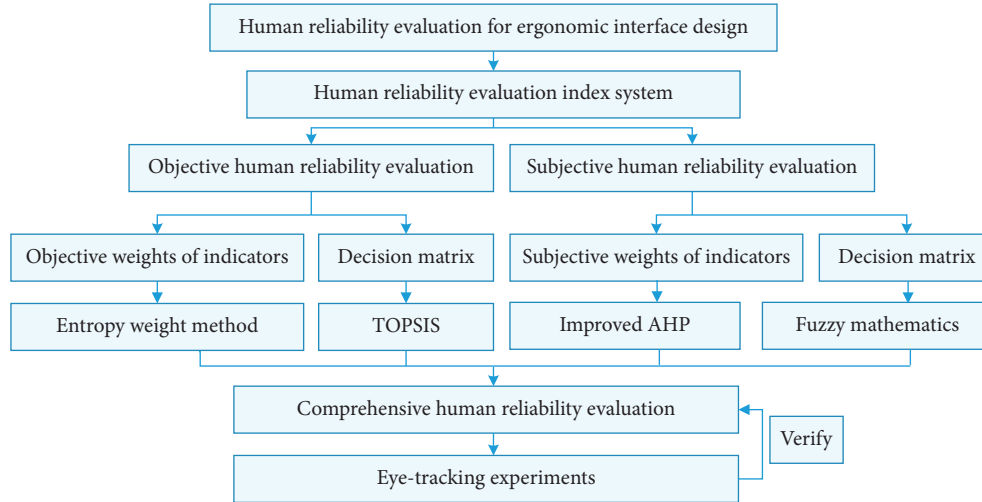 Human reliability evaluation for ergonomic interface design
Human reliability evaluation index system
Objective human reliability evaluation
Subjective human reliability evaluation
Objective weights of indicators
Decision matrix
Subjective weights of indicators
Decision matrix
Entropy weight method
TOPSIS
Improved AHP
Fuzzy mathematics
Comprehensive human reliability evaluation
Verify
Eye-tracking experiments